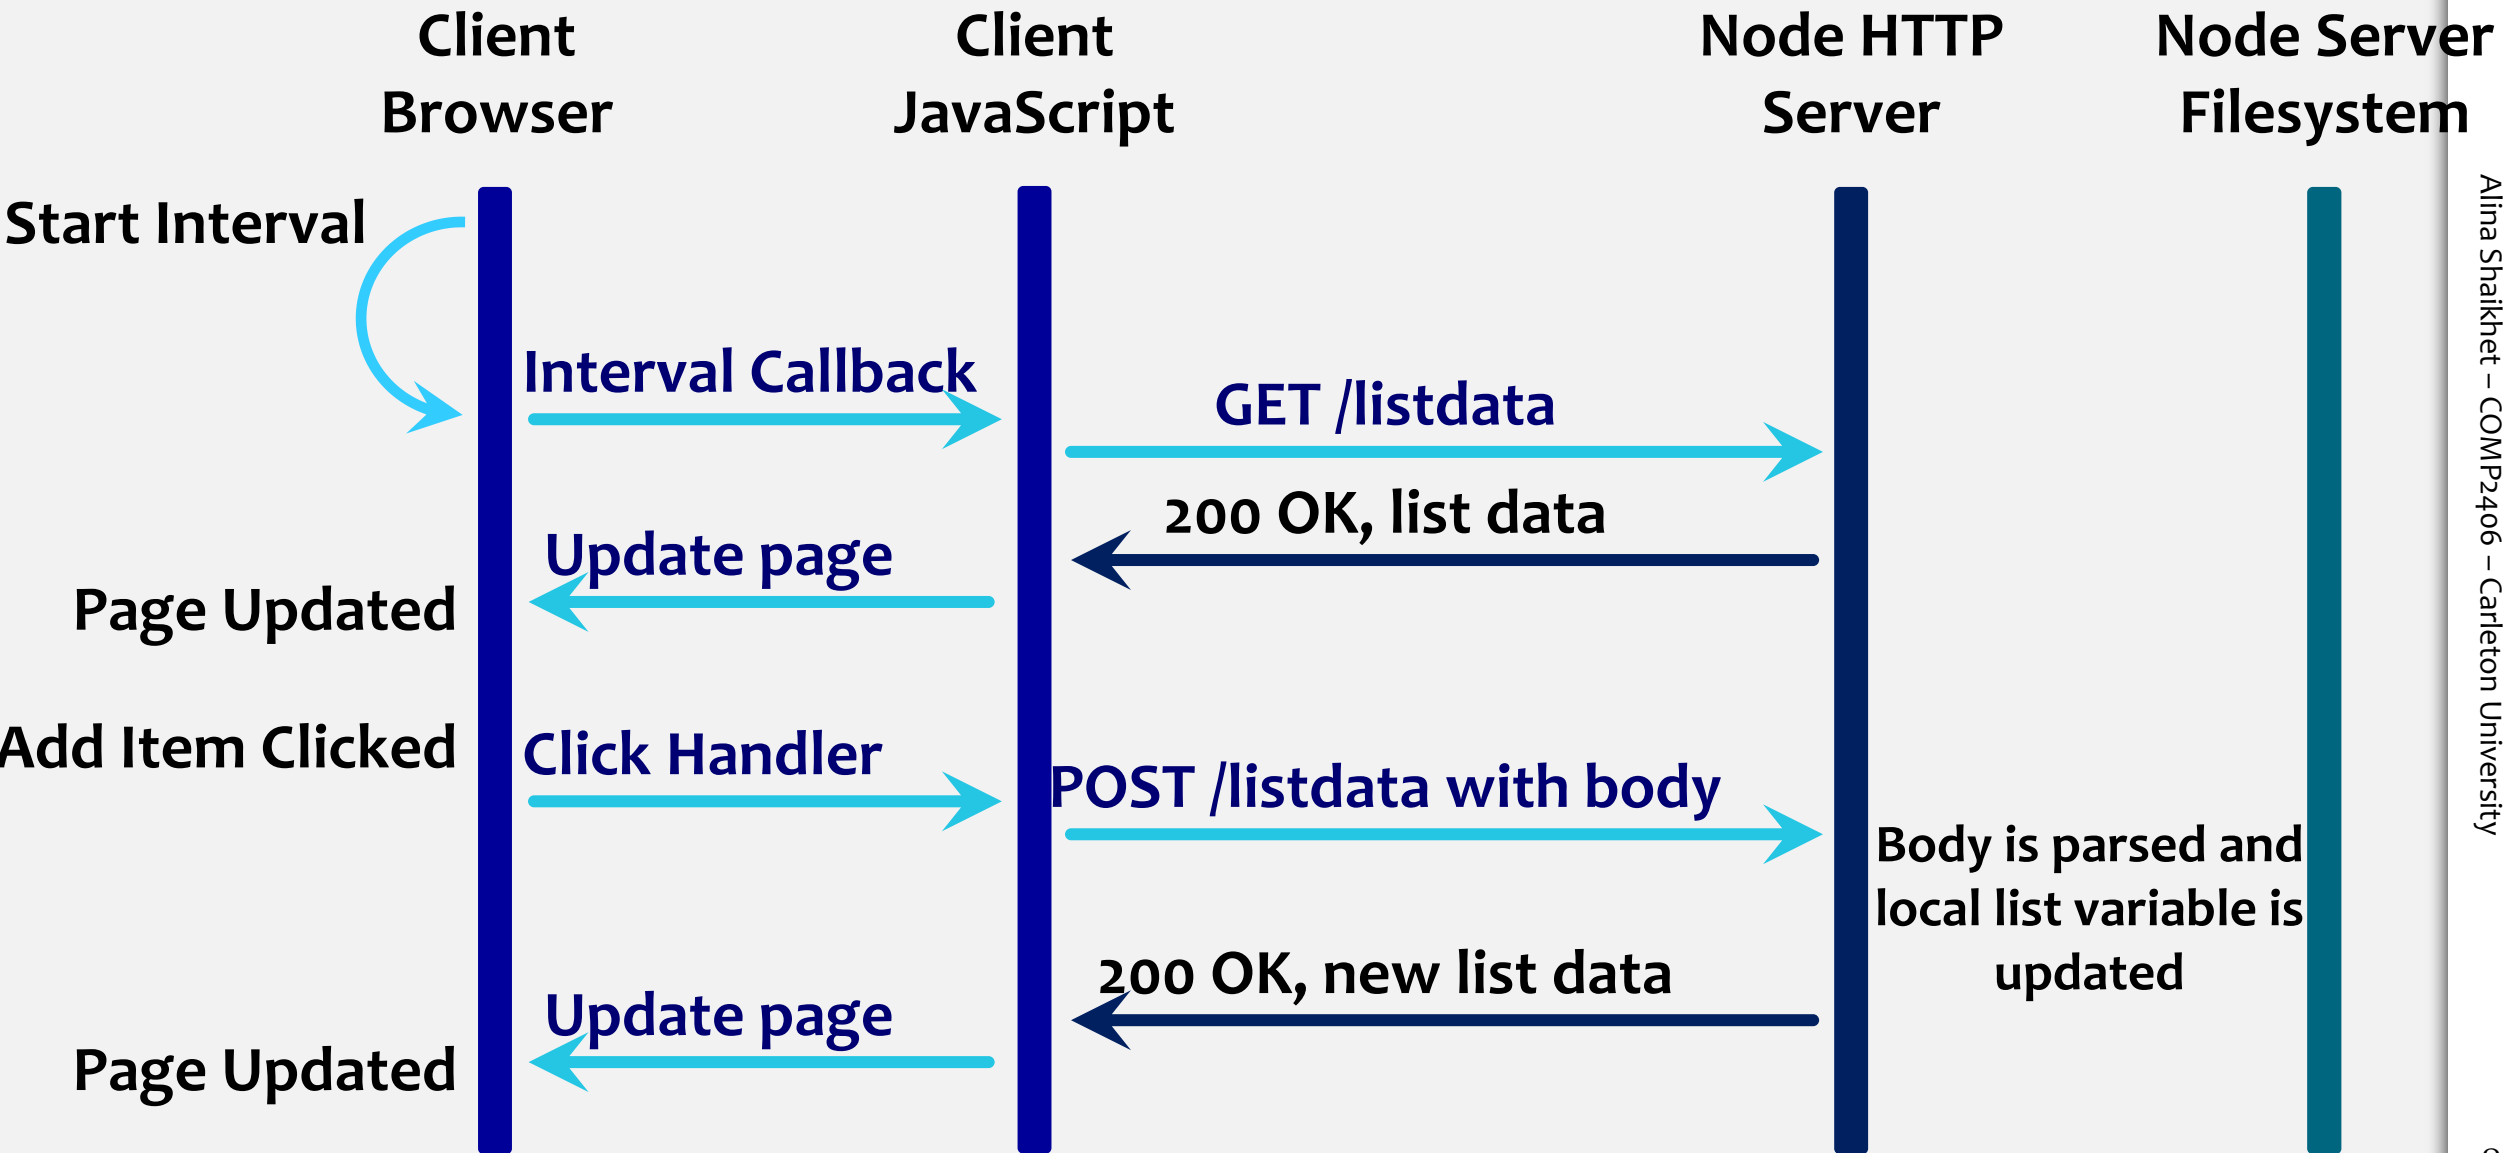 Client
Browser
Client
JavaScript
Node HTTP
Server
Node Server
Filesystem
Start Interval
Interval Callback
GET /listdata
200 OK, list data
Update page
Page Updated
Add Item Clicked
Click Handler
POST /listdata with body
Body is parsed and
local list variable is
updated
200 OK, new list data
Update page
Page Updated
Alina Shaikhet – COMP2406 – Carleton University